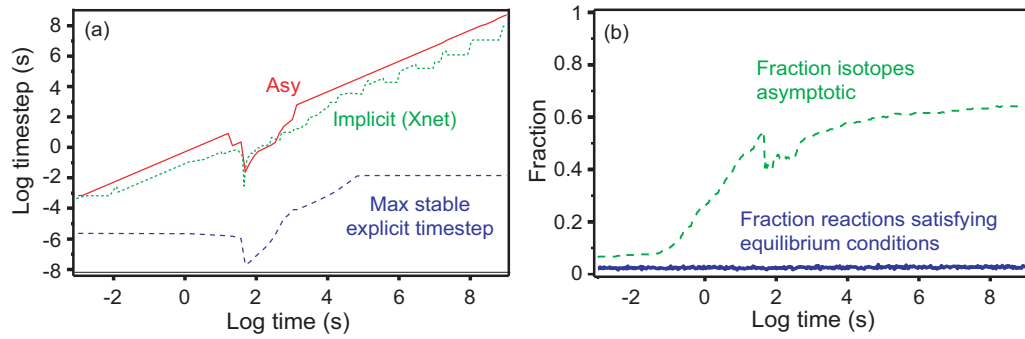 (a)
8
6
4
2
0
-2
-4
-6
-8
Log timestep (s)
Asy
Implicit (Xnet)
Max stable
explicit timestep
-2
0
2
4
6
8
Log time (s)
(b)
1
0.8
0.6
0.4
0.2
0
Fraction
Fraction isotopes
asymptotic
Fraction reactions satisfying
equilibrium conditions
-2
0
2
4
6
8
Log time (s)